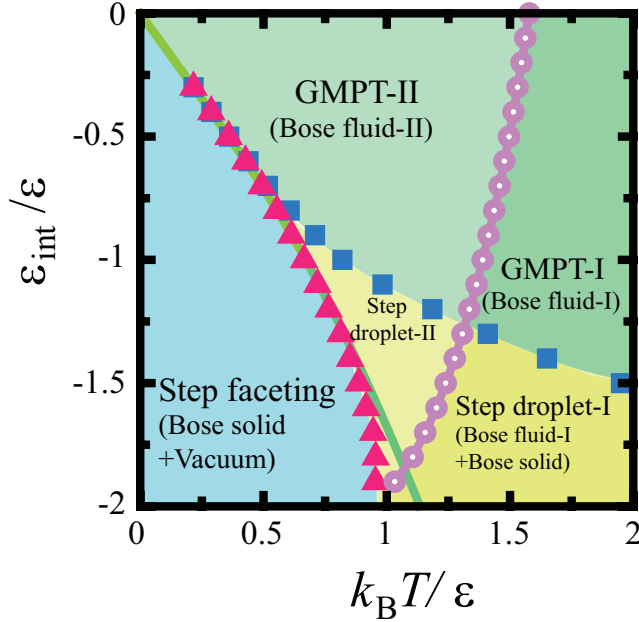 0
-0.5
-1
-1.5
-2
ε_int/ε
GMPT-II
(Bose fluid-II)
GMPT-I
(Bose fluid-I)
Step
droplet-II
Step faceting
(Bose solid
+Vacuum)
Step droplet-I
(Bose fluid-I
+Bose solid)
0 0.5 1 1.5 2
k_BT/ ε